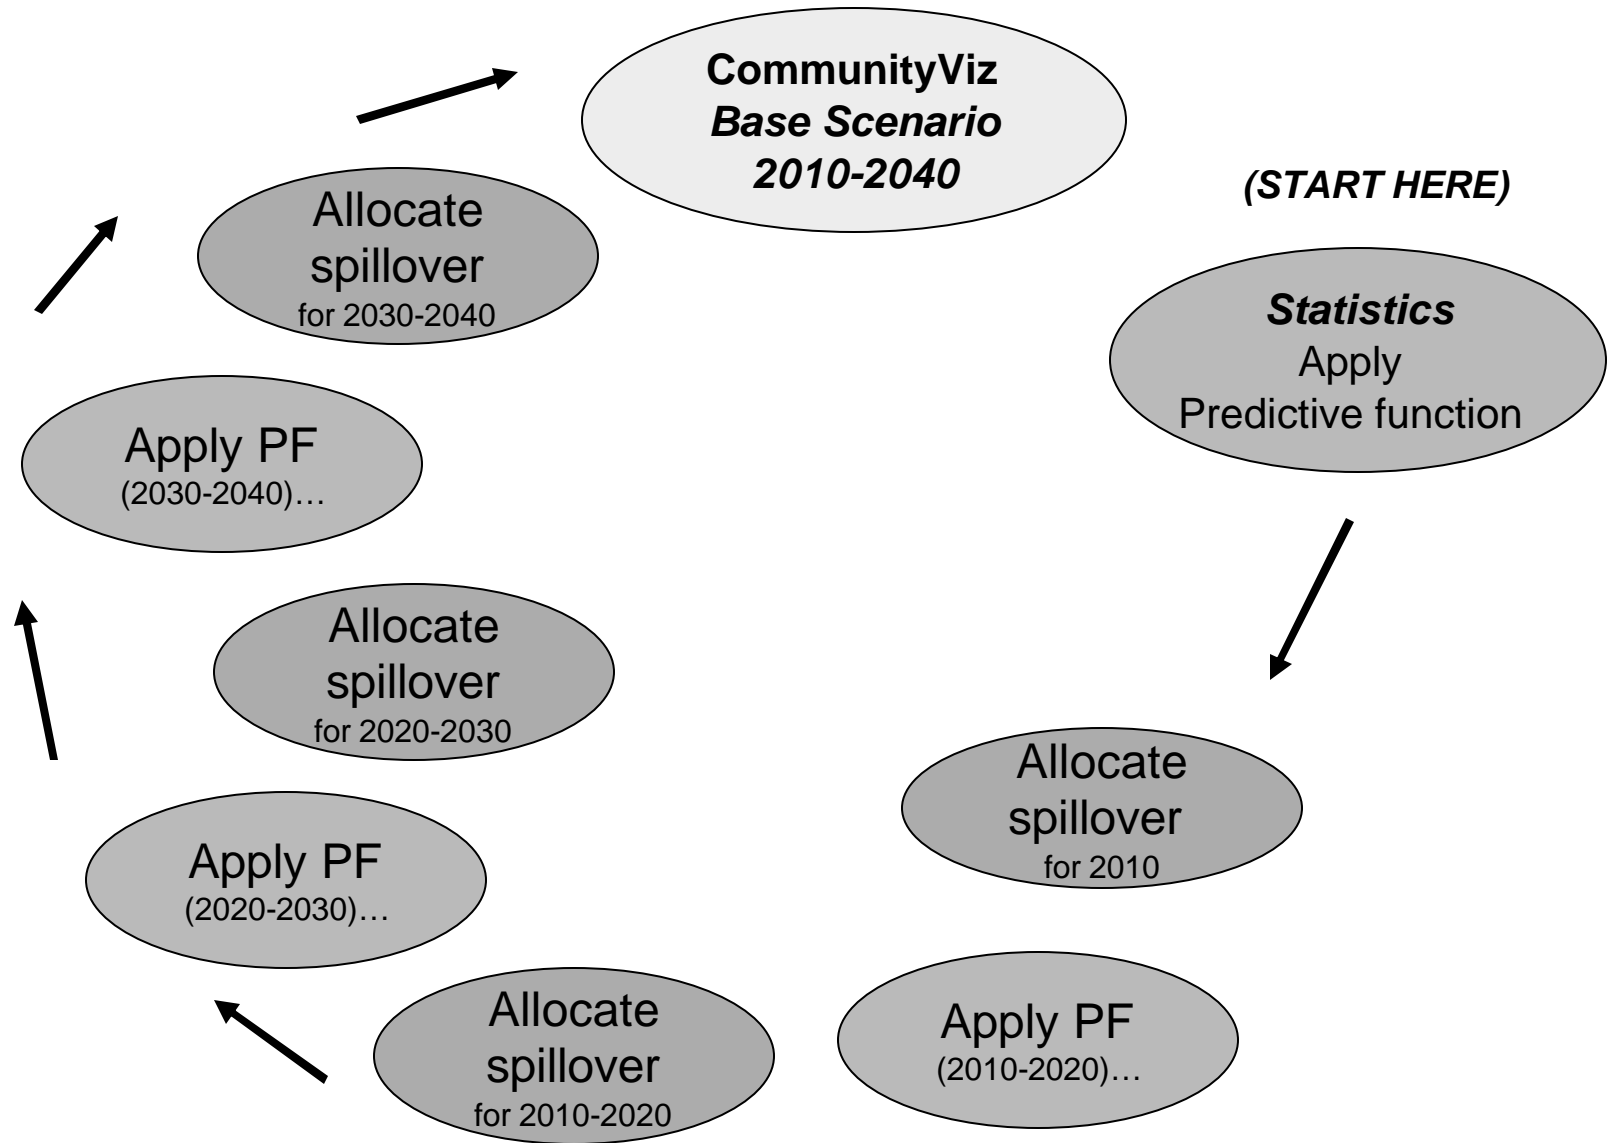 CommunityViz
Base Scenario
2010-2040
(START HERE)
Statistics
Apply
Predictive function
Allocate
spillover
for 2010
Apply PF
(2010-2020)…
Allocate
spillover
for 2010-2020
Apply PF
(2020-2030)…
Allocate
spillover
for 2020-2030
Apply PF
(2030-2040)…
Allocate
spillover
for 2030-2040